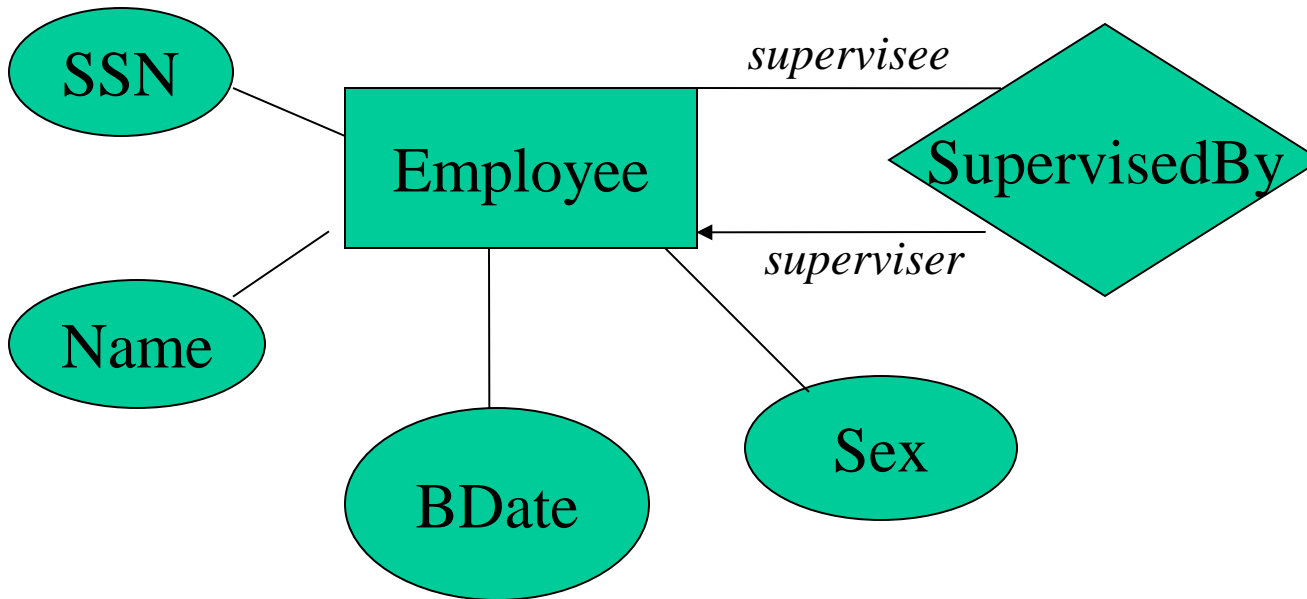 SSN
supervisee
Employee
SupervisedBy
superviser
Name
Sex
BDate